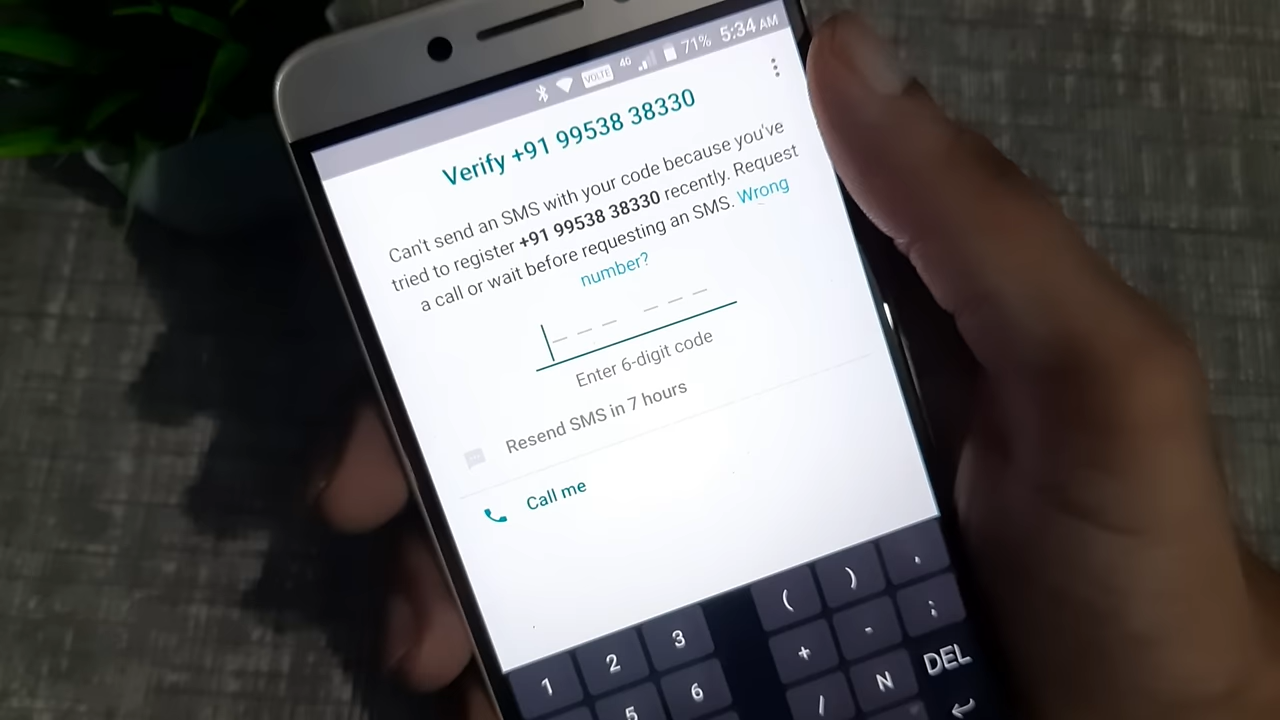 VOLTE 4G 71% 5:34 AM
Verify +91 99538 38330
Can't send an SMS with your code because you've
tried to register +91 99538 38330 recently. Request
a call or wait before requesting an SMS. Wrong
number?
Enter 6-digit code
Resend SMS in 7 hours
Call me
( ) ,
1 2 3 + - ;
5 6 / N DEL